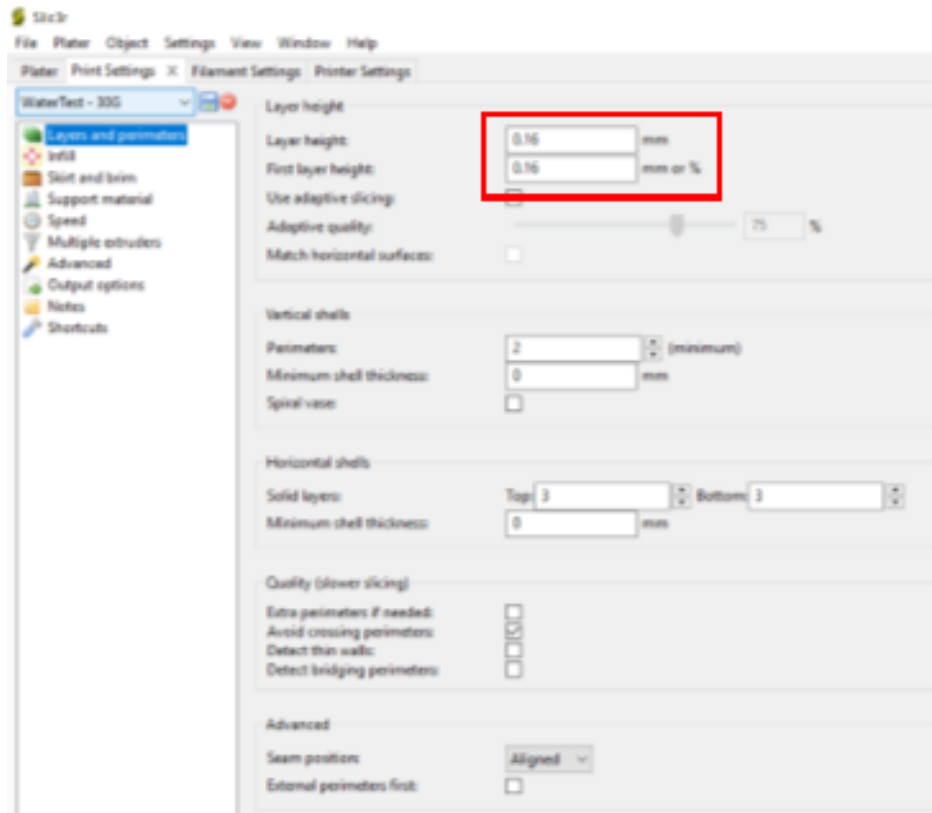 Slic3r
File Plater Object Settings View Window Help
Plater Print Settings X Filament Settings Printer Settings
WaterTest - 30G
Layers and perimeters
Infill
Skirt and brim
Support material
Speed
Multiple extruders
Advanced
Output options
Notes
Shortcuts
Layer height
Layer height: 0.16 mm
First layer height: 0.16 mm or %
Use adaptive slicing:
Adaptive quality: 75 %
Match horizontal surfaces:
Vertical shells
Perimeters: 2 (minimum)
Minimum shell thickness: 0 mm
Spiral vase:
Horizontal shells
Solid layers: Top: 3 Bottom: 3
Minimum shell thickness: 0 mm
Quality (slower slicing)
Extra perimeters if needed:
Avoid crossing perimeters:
Detect thin walls:
Detect bridging perimeters:
Advanced
Seam position: Aligned
External perimeters first: